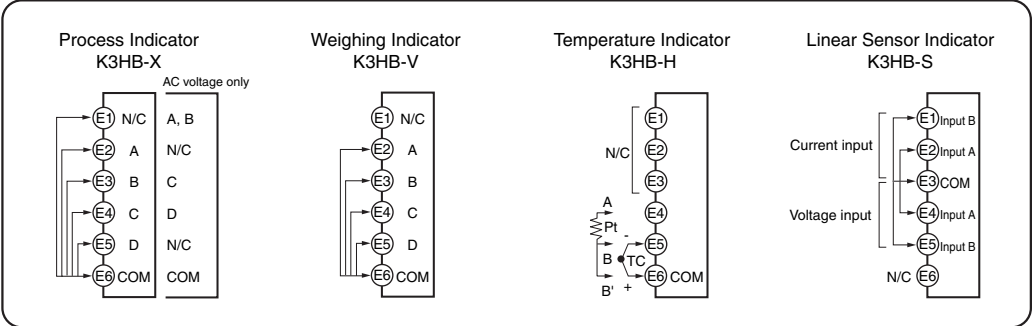 Process Indicator
K3HB-X
AC voltage only
E1 N/C A, B
E2 A N/C
E3 B C
E4 C D
E5 D N/C
E6 COM COM
Weighing Indicator
K3HB-V
E1 N/C
E2 A
E3 B
E4 C
E5 D
E6 COM
Temperature Indicator
K3HB-H
E1
N/C E2
E3
A E4
Pt
- E5
B TC
E6 COM
B' +
Linear Sensor Indicator
K3HB-S
E1 Input B
Current input E2 Input A
E3 COM
Voltage input E4 Input A
E5 Input B
N/C E6